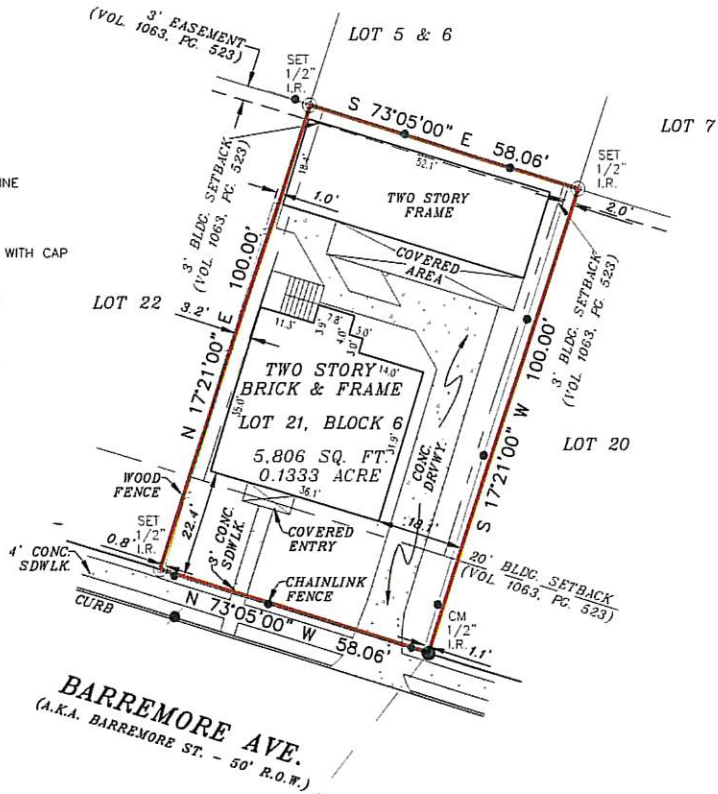 3' EASEMENT
(VOL. 1063, PG. 523)
LOT 5 & 6
SET
1/2"
I.R.
S 73°05'00" E 58.06'
LOT 7
SET
1/2"
I.R.
INE
WITH CAP
3' BLDG. SETBACK
(VOL. 1063, PG. 523)
18.4'
52.1'
1.0'
2.0'
TWO STORY
FRAME
COVERED
AREA
3' BLDG. SETBACK
(VOL. 1063, PG. 523)
LOT 22
3.2'
N 17°21'00" E 100.00'
11.3'
3.9'
7.8'
4.0'
3.0'
3.0'
14.0'
TWO STORY
BRICK & FRAME
LOT 21, BLOCK 6
5,806 SQ. FT.
0.1333 ACRE
35.0'
31.9'
36.1'
CONC.
DRVWY.
S 17°21'00" W 100.00'
LOT 20
WOOD
FENCE
SET
1/2"
I.R.
0.8'
22.4'
3' CONC.
SDWLK.
COVERED
ENTRY
18.1'
20' BLDG. SETBACK
(VOL. 1063, PG. 523)
4' CONC.
SDWLK.
CHAINLINK
FENCE
CM
1/2"
I.R.
1.1'
CURB
N 73°05'00" W 58.06'
BARREMORE AVE.
(A.K.A. BARREMORE ST. - 50' R.O.W.)